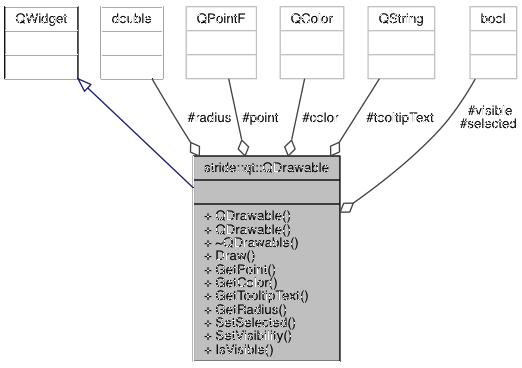 QWidget
double
QPointF
QColor
QString
bool
#radius
#point
#color
#tooltipText
#visible
#selected
stride::qt::QDrawable
+ QDrawable()
+ QDrawable()
+ ~QDrawable()
+ Draw()
+ GetPoint()
+ GetColor()
+ GetTooltipText()
+ GetRadius()
+ SetSelected()
+ SetVisibility()
+ IsVisible()